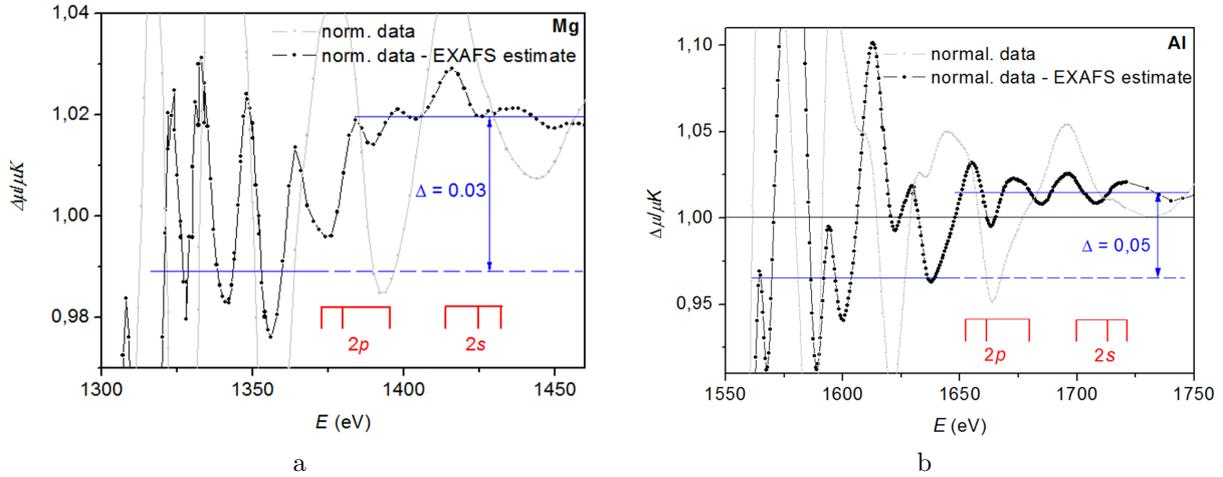 1,04
1,02
1,00
0,98
Δμ/μK
Mg
norm. data
norm. data - EXAFS estimate
Δ = 0.03
2p
2s
1300
1350
1400
1450
E (eV)
a
1,10
1,05
1,00
0,95
Δμ/μK
Al
normal. data
normal. data - EXAFS estimate
Δ = 0,05
2p
2s
1550
1600
1650
1700
1750
E (eV)
b